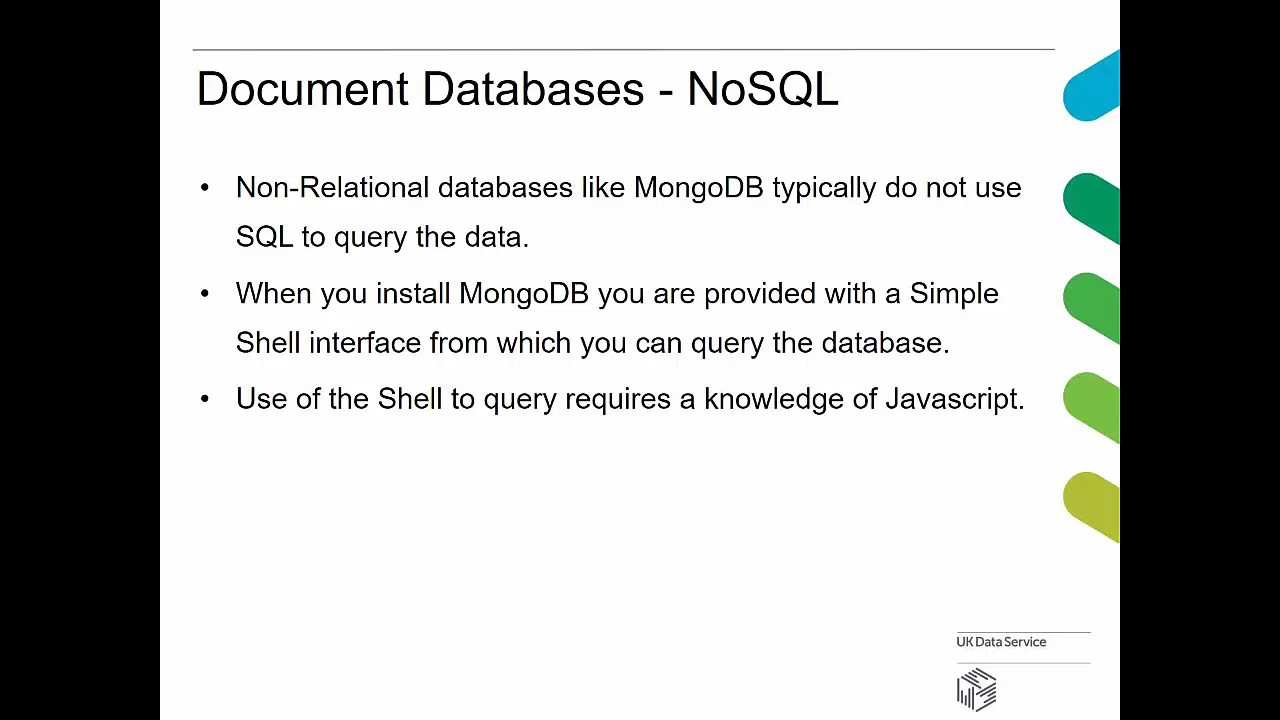 Document Databases - NoSQL
• Non-Relational databases like MongoDB typically do not use
SQL to query the data.
• When you install MongoDB you are provided with a Simple
Shell interface from which you can query the database.
• Use of the Shell to query requires a knowledge of Javascript.
UK Data Service